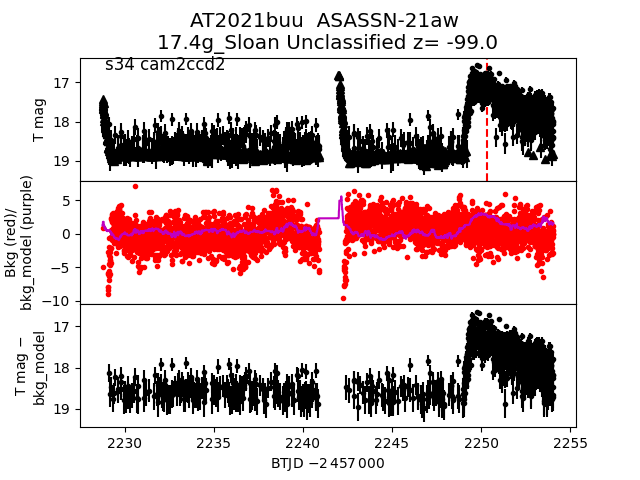 AT2021buu ASASSN-21aw
17.4g_Sloan Unclassified z= -99.0
s34 cam2ccd2
T mag
17
18
19
Bkg (red)/
bkg_model (purple)
5
0
−5
−10
T mag −
bkg_model
17
18
19
2230
2235
2240
2245
2250
2255
BTJD −2 457 000